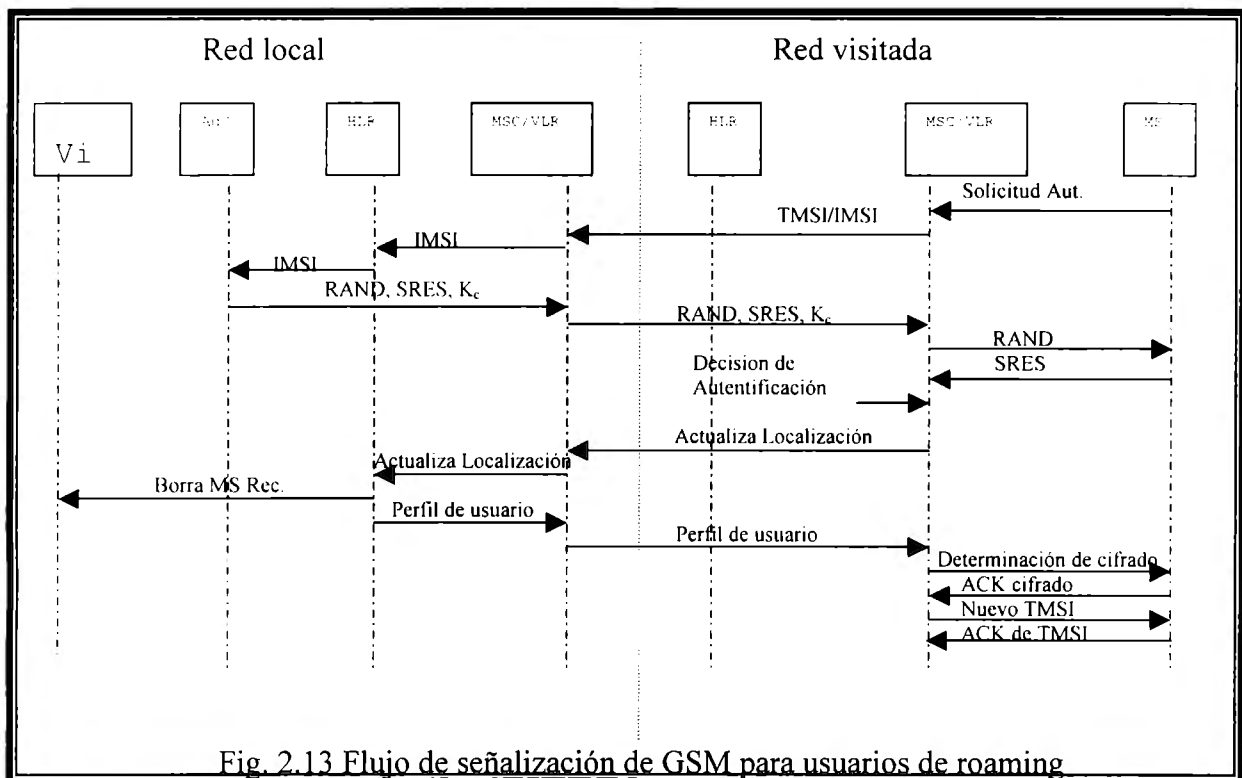 Red local
Red visitada
Vi
HLR
MSC/VLR
HLR
MSC/VLR
MS
Solicitud Aut.
TMSI/IMSI
IMSI
IMSI
RAND, SRES, Kc
RAND, SRES, Kc
RAND
SRES
Decision de
Autentificación
Actualiza Localización
Actualiza Localización
Borra MS Rec.
Perfil de usuario
Perfil de usuario
Determinación de cifrado
ACK cifrado
Nuevo TMSI
ACK de TMSI
Fig. 2.13 Flujo de señalización de GSM para usuarios de roaming